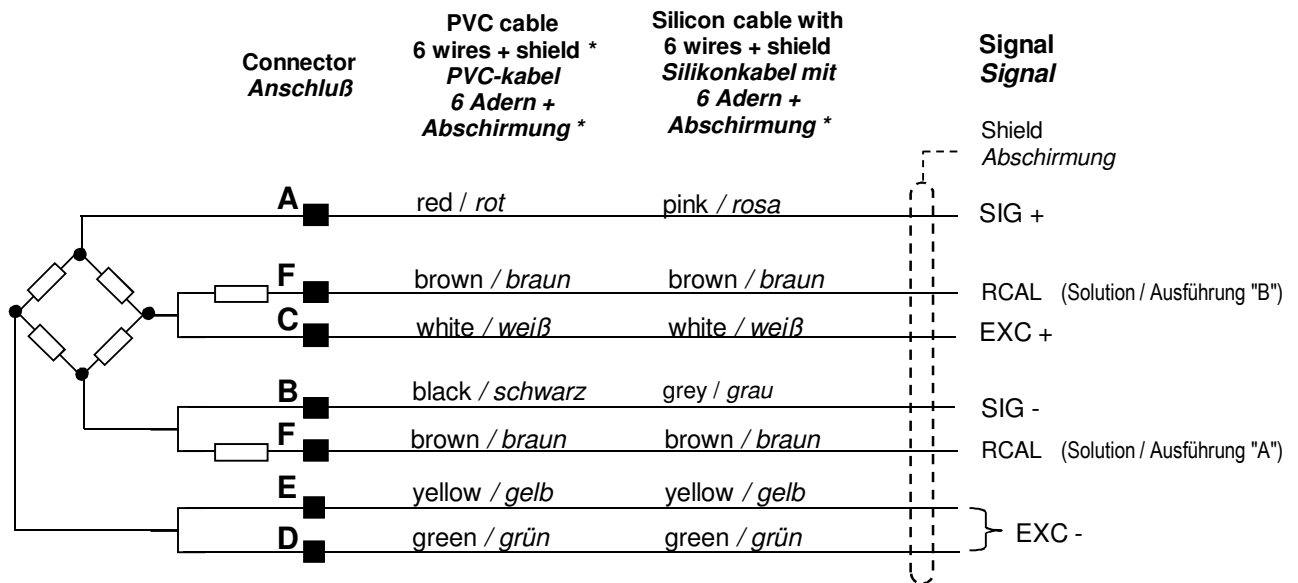 Connector
Anschluß
PVC cable
6 wires + shield *
PVC-kabel
6 Adern +
Abschirmung *
Silicon cable with
6 wires + shield
Silikonkabel mit
6 Adern +
Abschirmung *
Signal
Signal
Shield
Abschirmung
A red / rot pink / rosa SIG +
F brown / braun brown / braun RCAL (Solution / Ausführung "B")
C white / weiß white / weiß EXC +
B black / schwarz grey / grau SIG -
F brown / braun brown / braun RCAL (Solution / Ausführung "A")
E yellow / gelb yellow / gelb
D green / grün green / grün
EXC -